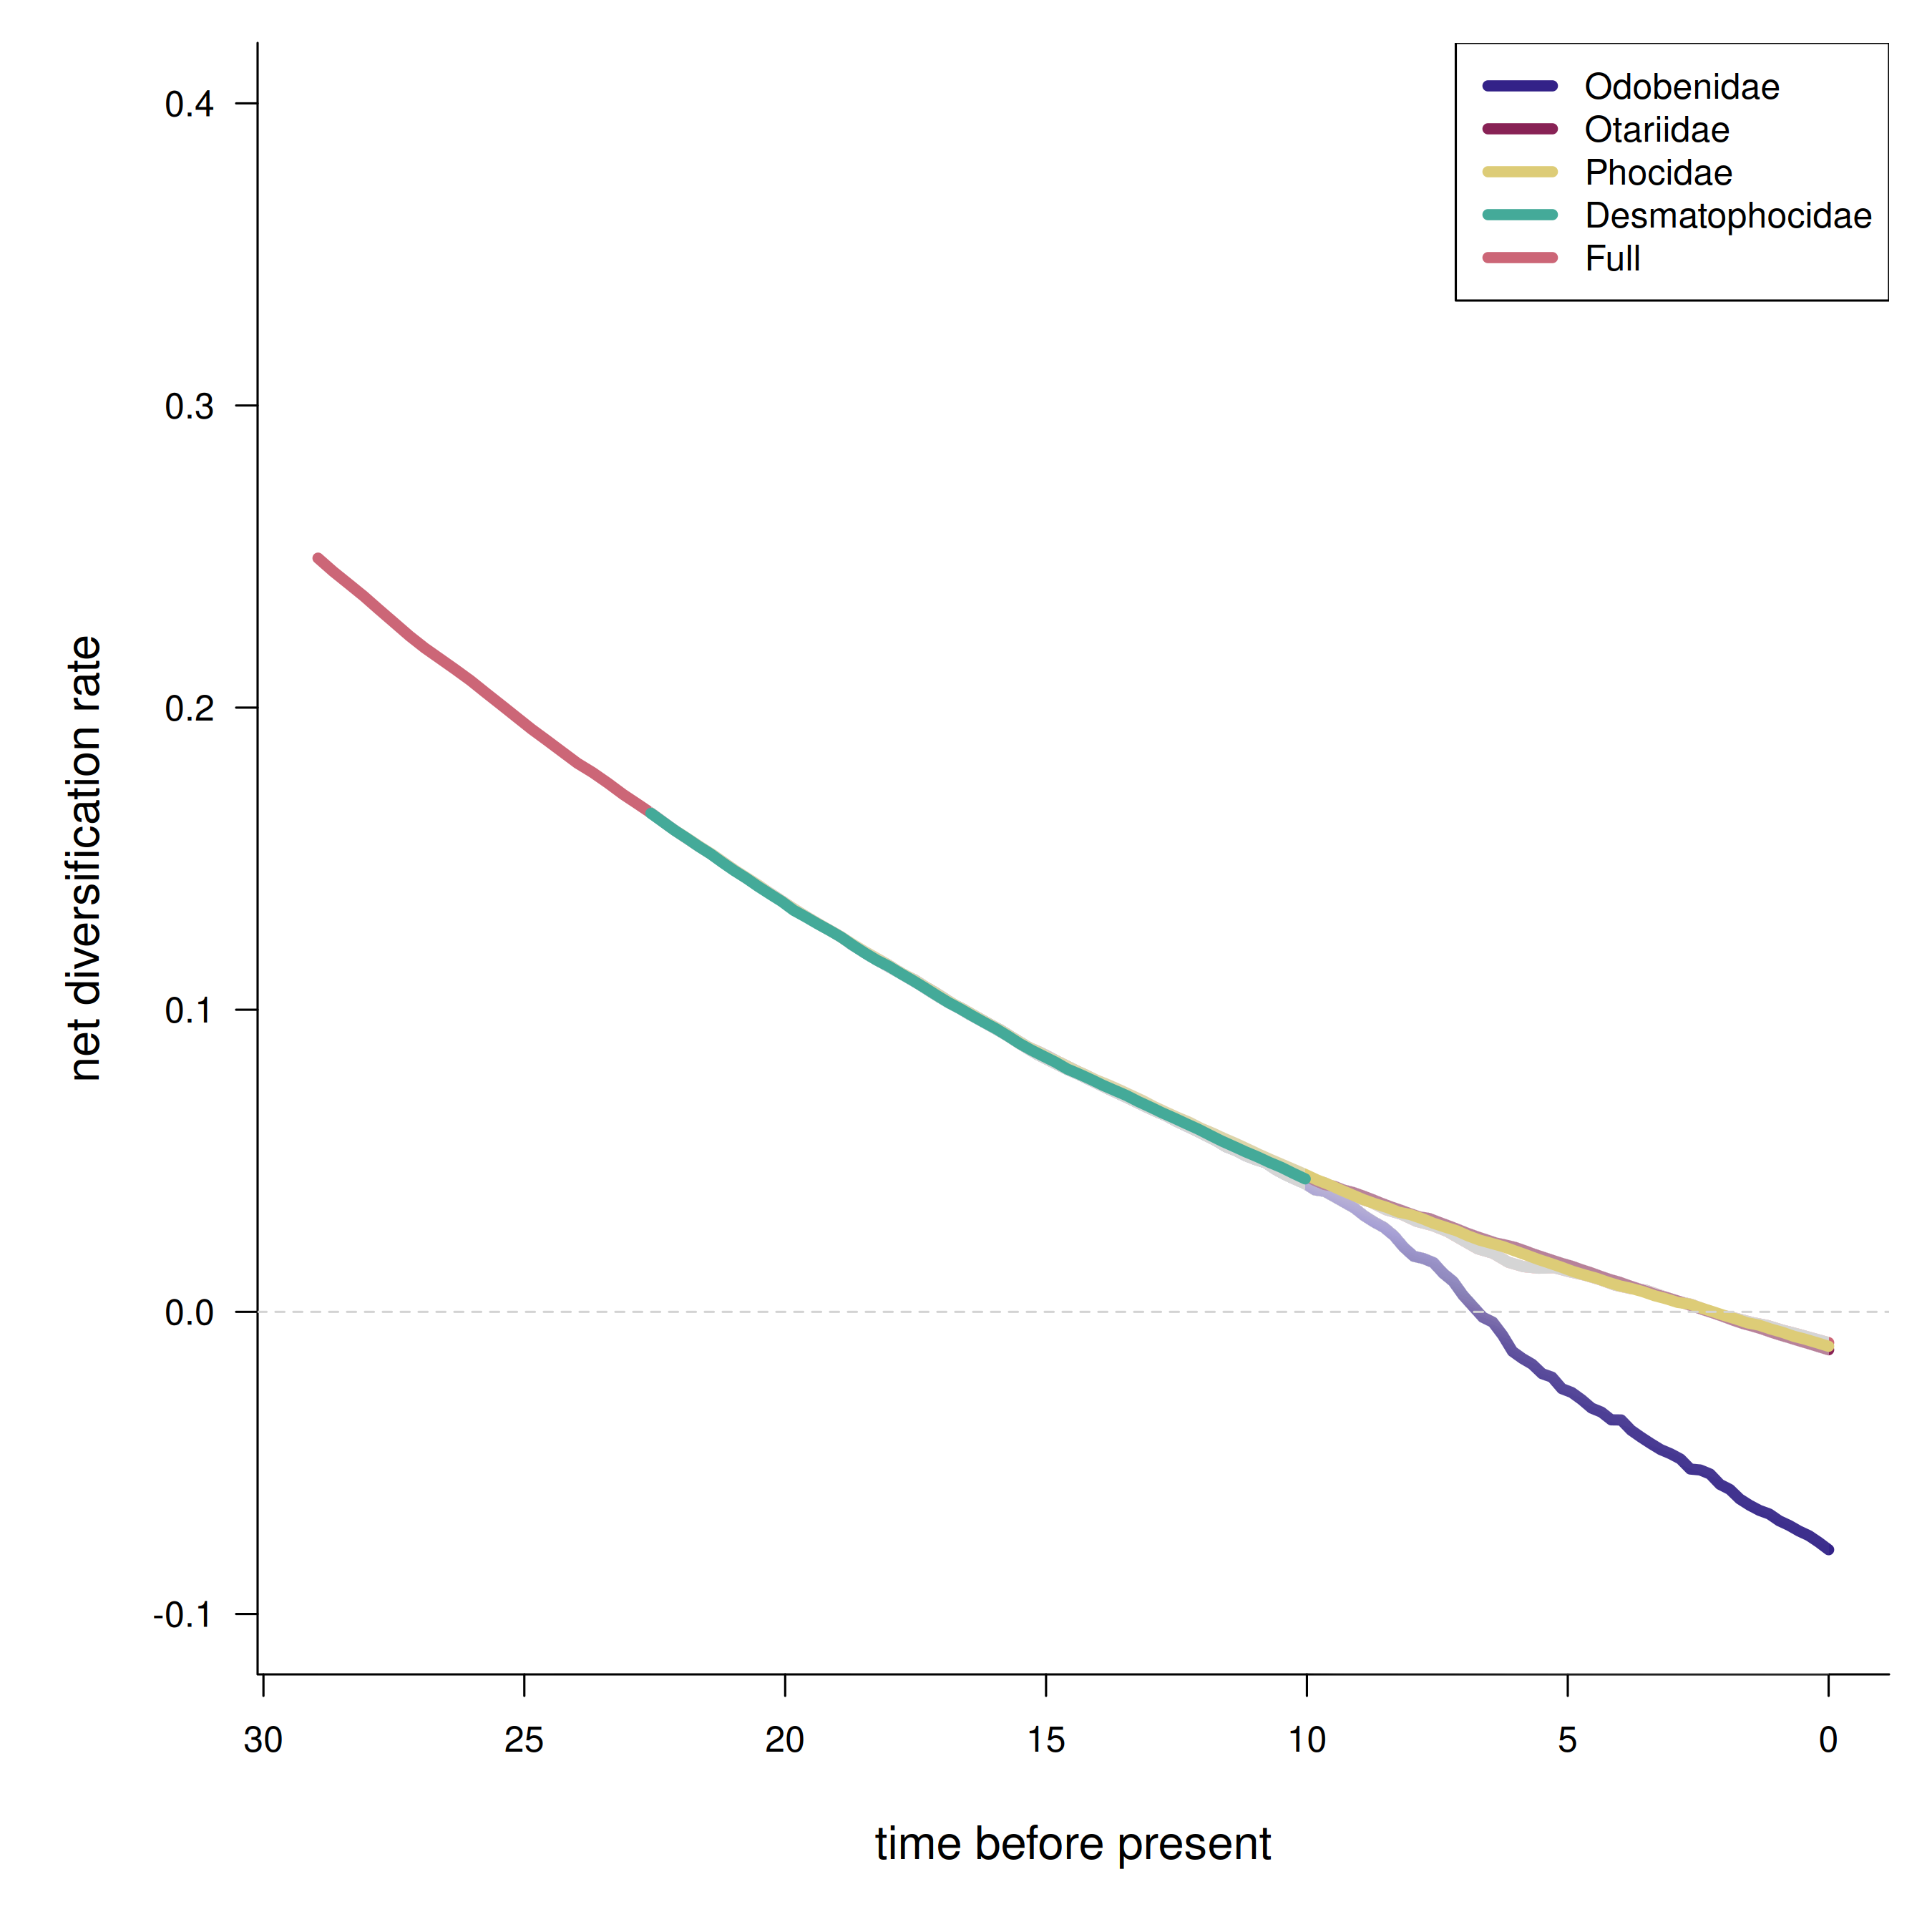 Odobenidae
Otariidae
Phocidae
Desmatophocidae
Full
0.4
0.3
0.2
0.1
0.0
-0.1
net diversification rate
30 25 20 15 10 5 0
time before present